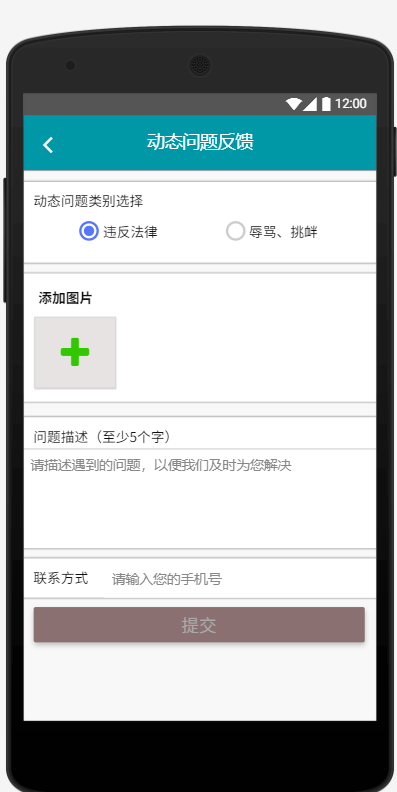 12:00
动态问题反馈
动态问题类别选择
违反法律 辱骂、挑衅
添加图片
问题描述（至少5个字）
请描述遇到的问题，以便我们及时为您解决
联系方式 请输入您的手机号
提交